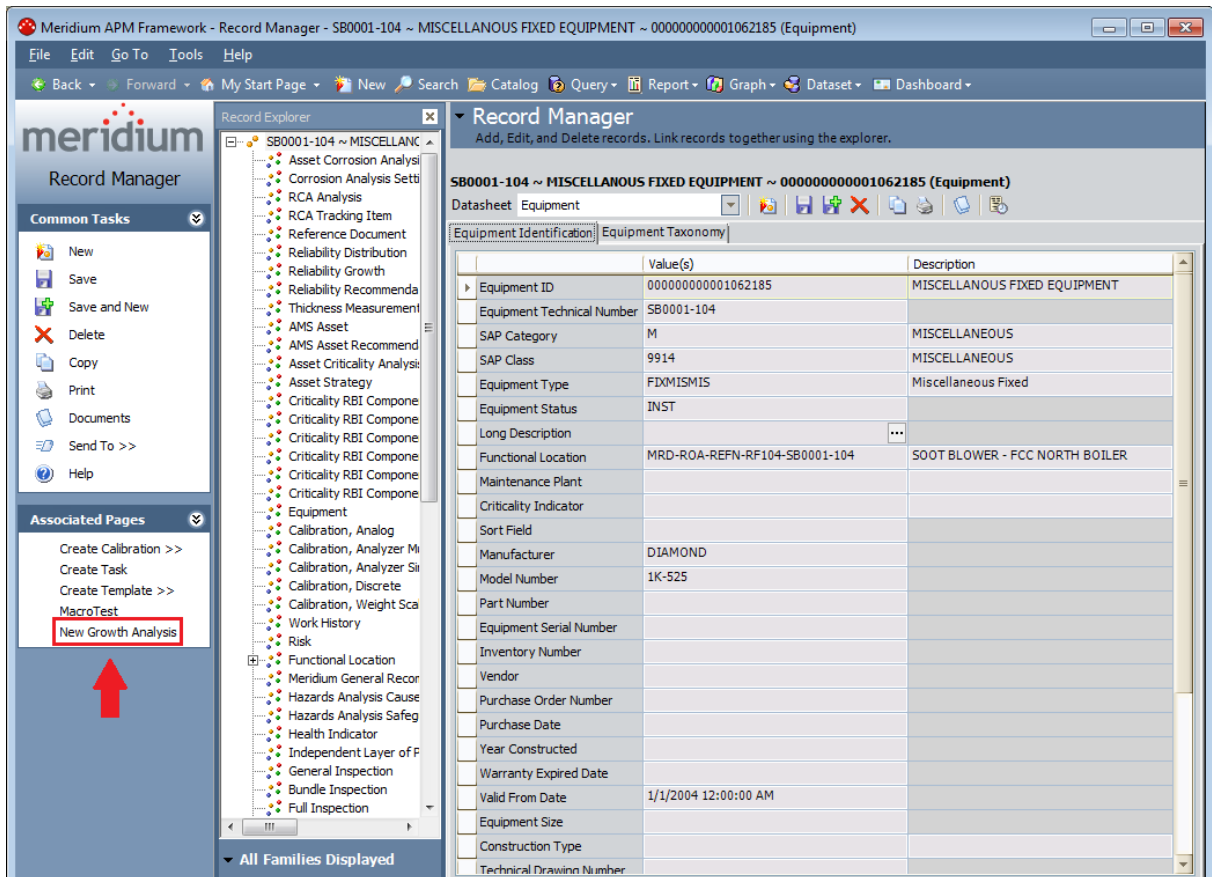 Meridium APM Framework - Record Manager - SB0001-104 ~ MISCELLANOUS FIXED EQUIPMENT ~ 000000000001062185 (Equipment)
File Edit Go To Tools Help
Back Forward My Start Page New Search Catalog Query Report Graph Dataset Dashboard
meridium
Record Manager
Common Tasks
New
Save
Save and New
Delete
Copy
Print
Documents
Send To >>
Help
Associated Pages
Create Calibration >>
Create Task
Create Template >>
MacroTest
New Growth Analysis
Record Explorer
SB0001-104 ~ MISCELLANC
Asset Corrosion Analysi
Corrosion Analysis Setti
RCA Analysis
RCA Tracking Item
Reference Document
Reliability Distribution
Reliability Growth
Reliability Recommenda
Thickness Measurement
AMS Asset
AMS Asset Recommend
Asset Criticality Analysis
Asset Strategy
Criticality RBI Compone
Criticality RBI Compone
Criticality RBI Compone
Criticality RBI Compone
Criticality RBI Compone
Criticality RBI Compone
Equipment
Calibration, Analog
Calibration, Analyzer Mu
Calibration, Analyzer Sin
Calibration, Discrete
Calibration, Weight Scal
Work History
Risk
Functional Location
Meridium General Recor
Hazards Analysis Cause
Hazards Analysis Safeg
Health Indicator
Independent Layer of P
General Inspection
Bundle Inspection
Full Inspection
All Families Displayed
Record Manager
Add, Edit, and Delete records. Link records together using the explorer.
SB0001-104 ~ MISCELLANOUS FIXED EQUIPMENT ~ 000000000001062185 (Equipment)
Datasheet Equipment
Equipment Identification Equipment Taxonomy
Value(s) Description
Equipment ID 000000000001062185 MISCELLANOUS FIXED EQUIPMENT
Equipment Technical Number SB0001-104
SAP Category M MISCELLANEOUS
SAP Class 9914 MISCELLANEOUS
Equipment Type FIXMISMIS Miscellaneous Fixed
Equipment Status INST
Long Description ...
Functional Location MRD-ROA-REFN-RF104-SB0001-104 SOOT BLOWER - FCC NORTH BOILER
Maintenance Plant
Criticality Indicator
Sort Field
Manufacturer DIAMOND
Model Number 1K-525
Part Number
Equipment Serial Number
Inventory Number
Vendor
Purchase Order Number
Purchase Date
Year Constructed
Warranty Expired Date
Valid From Date 1/1/2004 12:00:00 AM
Equipment Size
Construction Type
Technical Drawing Number